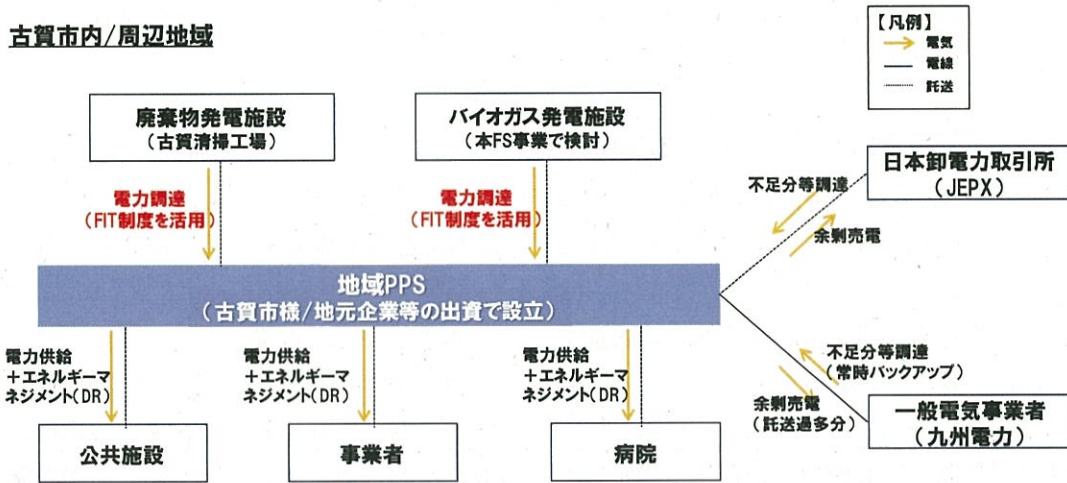 古賀市内/周辺地域
【凡例】
電気
電線
託送
廃棄物発電施設
(古賀清掃工場)
バイオガス発電施設
(本FS事業で検討)
日本卸電力取引所
(JEPX)
電力調達
(FIT制度を活用)
電力調達
(FIT制度を活用)
不足分等調達
余剰売電
地域PPS
(古賀市様/地元企業等の出資で設立)
電力供給
+エネルギーマ
ネジメント(DR)
電力供給
+エネルギーマ
ネジメント(DR)
電力供給
+エネルギーマ
ネジメント(DR)
不足分等調達
(常時バックアップ)
余剰売電
(託送過多分)
一般電気事業者
(九州電力)
公共施設
事業者
病院